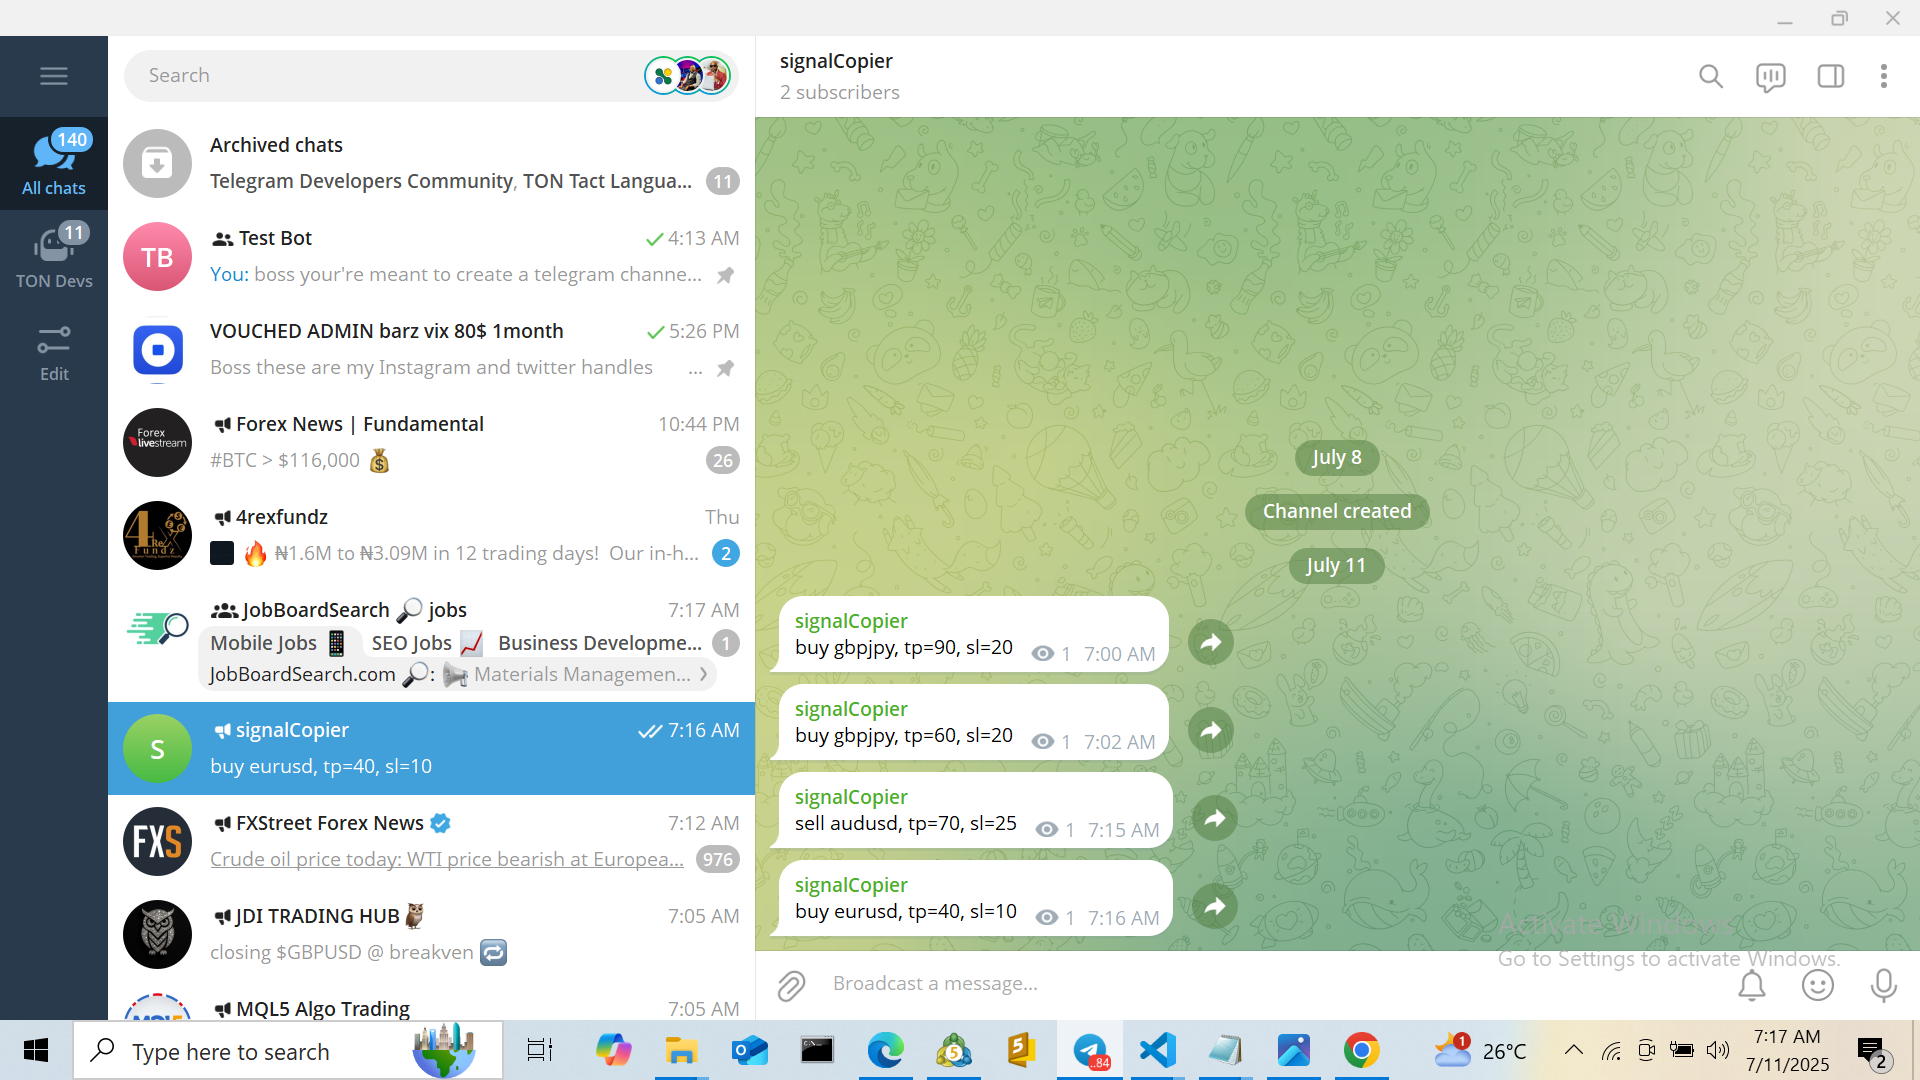 Search
140
All chats
11
TON Devs
Edit
Archived chats
Telegram Developers Community, TON Tact Langua...
11
TB
Test Bot
4:13 AM
You: boss your're meant to create a telegram channe...
VOUCHED ADMIN barz vix 80$ 1month
5:26 PM
Boss these are my Instagram and twitter handles ...
Forex
livestream
Forex News | Fundamental
10:44 PM
#BTC > $116,000
26
4
Re
Fundz
4rexfundz
Thu
₦1.6M to ₦3.09M in 12 trading days! Our in-h...
2
JobBoardSearch 🔎 jobs
7:17 AM
Mobile Jobs SEO Jobs Business Developme...
1
JobBoardSearch.com 🔎: Materials Managemen...
S
signalCopier
7:16 AM
buy eurusd, tp=40, sl=10
FXS
FXStreet Forex News
7:12 AM
Crude oil price today: WTI price bearish at Europea...
976
JDI TRADING HUB
7:05 AM
closing $GBPUSD @ breakven
MQL5 Algo Trading
7:05 AM
signalCopier
2 subscribers
July 8
Channel created
July 11
signalCopier
buy gbpjpy, tp=90, sl=20
1 7:00 AM
signalCopier
buy gbpjpy, tp=60, sl=20
1 7:02 AM
signalCopier
sell audusd, tp=70, sl=25
1 7:15 AM
signalCopier
buy eurusd, tp=40, sl=10
1 7:16 AM
Activate Windows
Go to Settings to activate Windows.
Broadcast a message...
Type here to search
5
5
..84
1
26°C
7:17 AM
7/11/2025
2